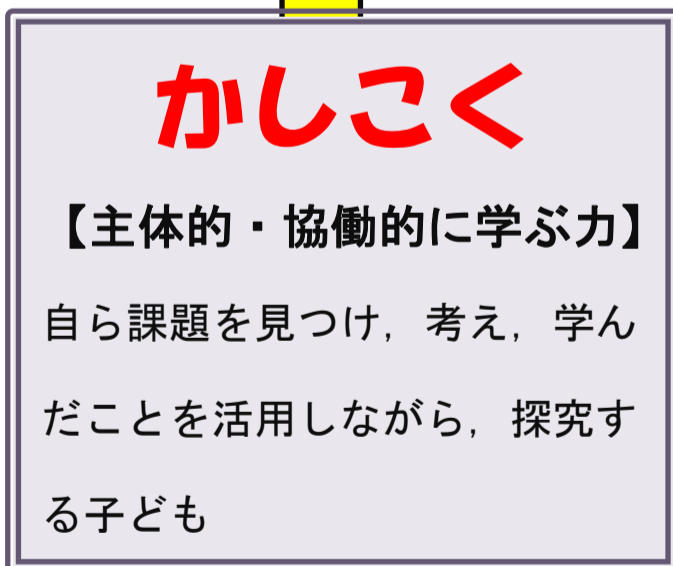 かしこく
【主体的・協働的に学ぶ力】
自ら課題を見つけ，考え，学ん
だことを活用しながら，探究す
る子ども